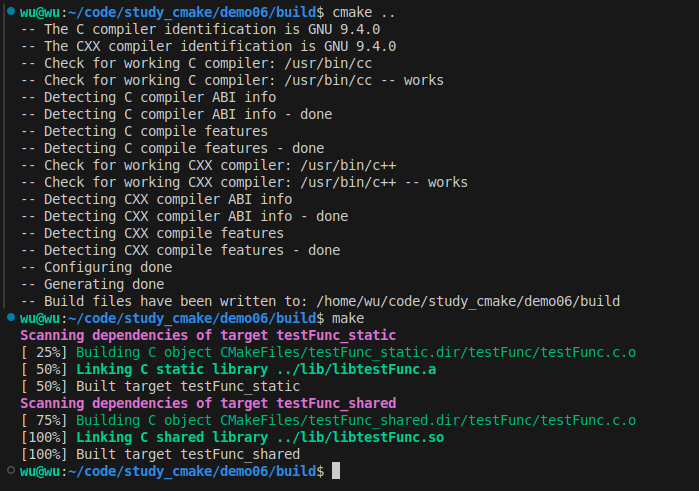 wu@wu:~/code/study_cmake/demo06/build$ cmake ..
-- The C compiler identification is GNU 9.4.0
-- The CXX compiler identification is GNU 9.4.0
-- Check for working C compiler: /usr/bin/cc
-- Check for working C compiler: /usr/bin/cc -- works
-- Detecting C compiler ABI info
-- Detecting C compiler ABI info - done
-- Detecting C compile features
-- Detecting C compile features - done
-- Check for working CXX compiler: /usr/bin/c++
-- Check for working CXX compiler: /usr/bin/c++ -- works
-- Detecting CXX compiler ABI info
-- Detecting CXX compiler ABI info - done
-- Detecting CXX compile features
-- Detecting CXX compile features - done
-- Configuring done
-- Generating done
-- Build files have been written to: /home/wu/code/study_cmake/demo06/build
wu@wu:~/code/study_cmake/demo06/build$ make
Scanning dependencies of target testFunc_static
[ 25%] Building C object CMakeFiles/testFunc_static.dir/testFunc/testFunc.c.o
[ 50%] Linking C static library ../lib/libtestFunc.a
[ 50%] Built target testFunc_static
Scanning dependencies of target testFunc_shared
[ 75%] Building C object CMakeFiles/testFunc_shared.dir/testFunc/testFunc.c.o
[100%] Linking C shared library ../lib/libtestFunc.so
[100%] Built target testFunc_shared
wu@wu:~/code/study_cmake/demo06/build$